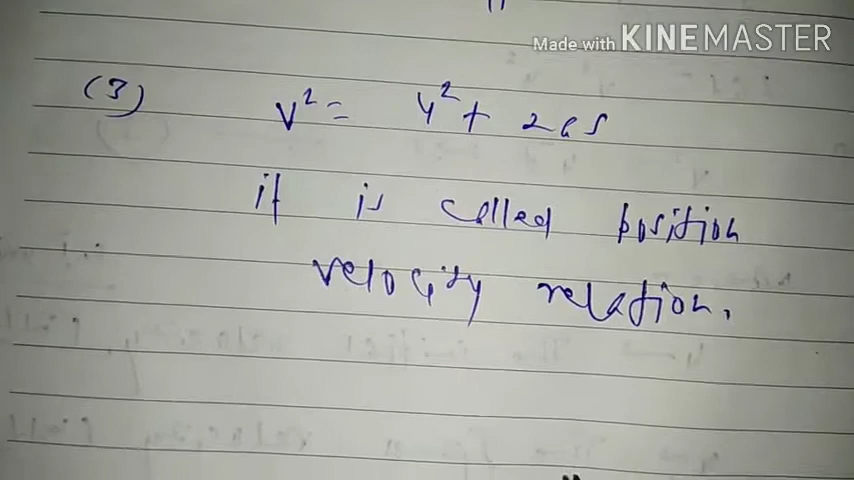 Made with KINEMASTER
(3) v² = u² + 2as
it is called position
velocity relation.